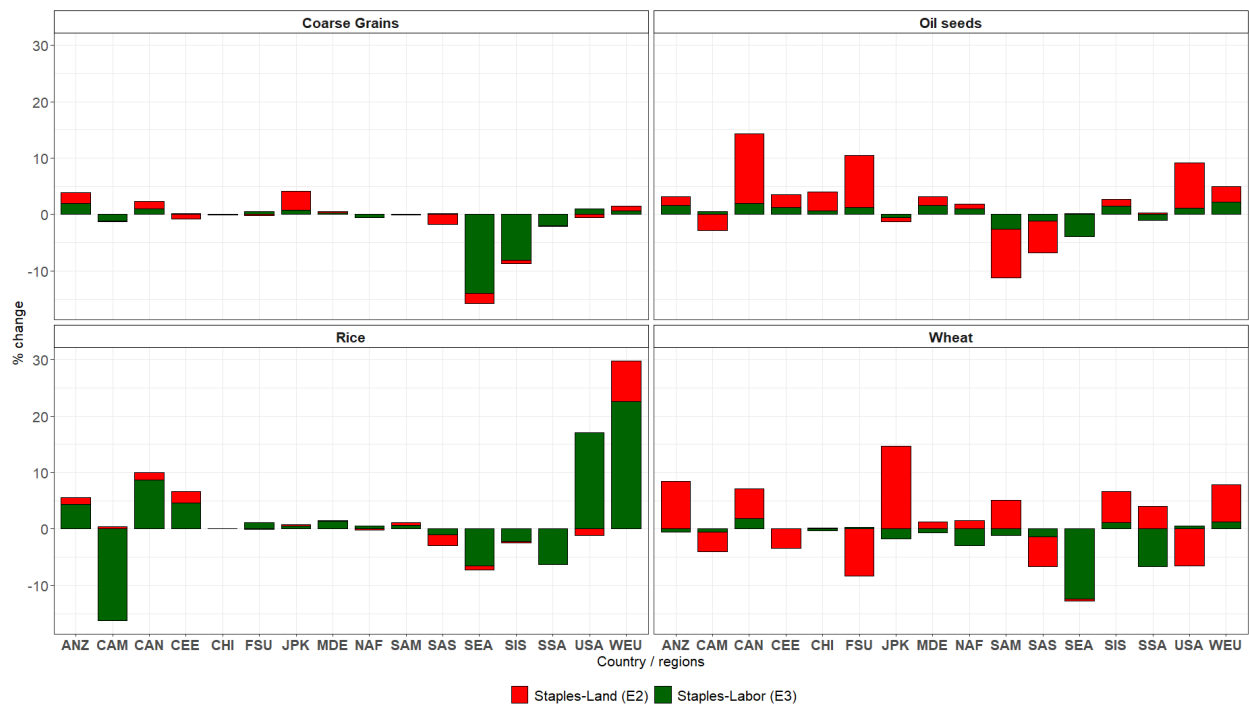 Coarse Grains
Oil seeds
30
20
10
0
-10
Rice
Wheat
30
20
10
0
-10
% change
ANZ CAM CAN CEE CHI FSU JPK MDE NAF SAM SAS SEA SIS SSA USA WEU
ANZ CAM CAN CEE CHI FSU JPK MDE NAF SAM SAS SEA SIS SSA USA WEU
Country / regions
Staples-Land (E2) Staples-Labor (E3)